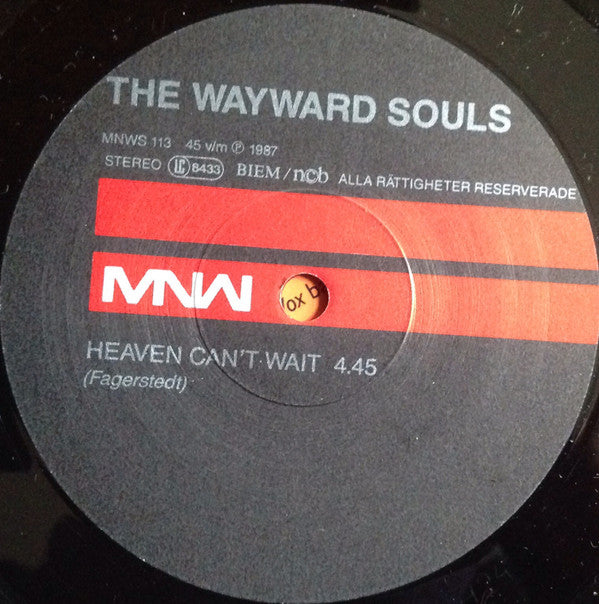 THE WAYWARD SOULS
MNWS 113 45 v/m ℗ 1987
STEREO LC 8433 BIEM/ncb ALLA RÄTTIGHETER RESERVERADE
MNW
ox b
HEAVEN CAN'T WAIT 4.45
(Fagerstedt)